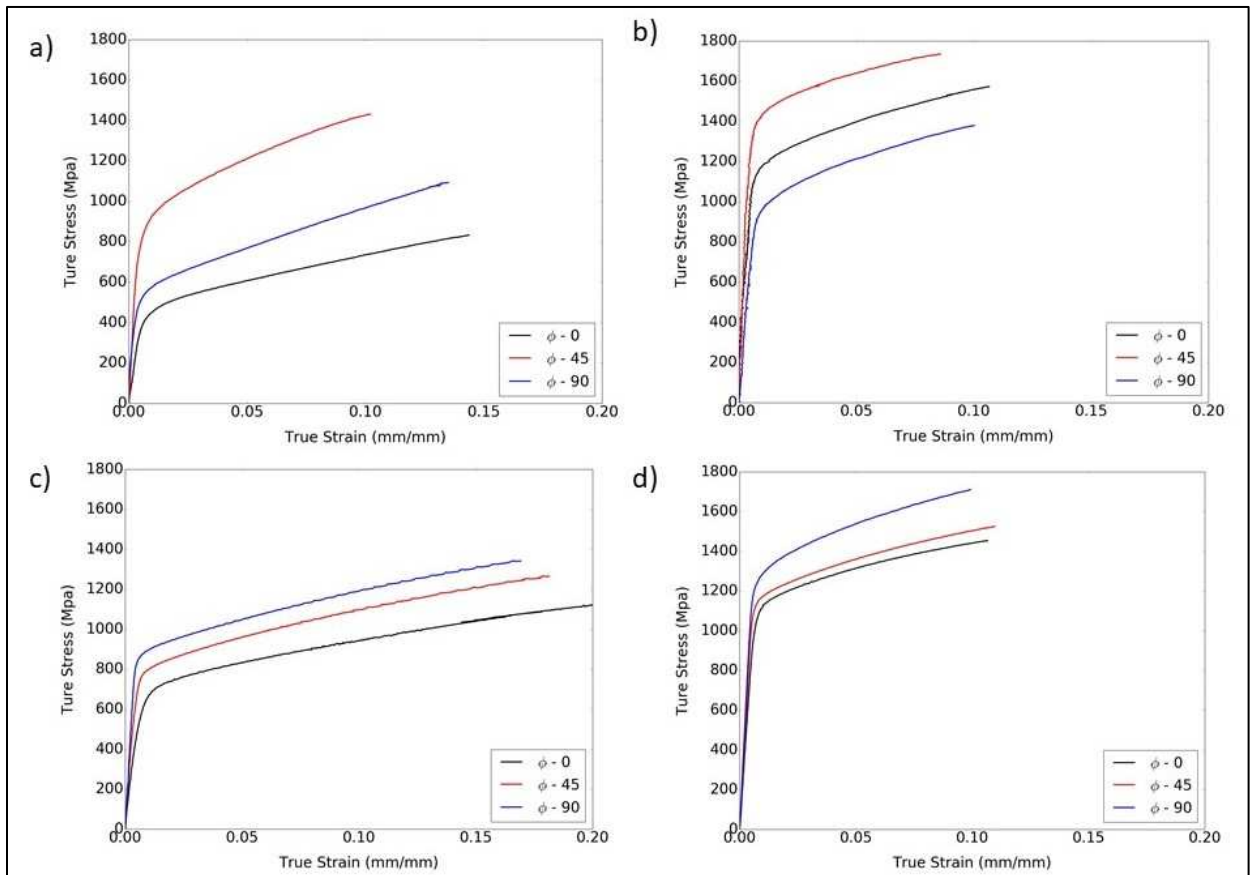 a)
1800
1600
1400
1200
1000
800
600
400
200
0
0.00
0.05
0.10
0.15
0.20
Ture Stress (Mpa)
True Strain (mm/mm)
ϕ - 0
ϕ - 45
ϕ - 90
b)
1800
1600
1400
1200
1000
800
600
400
200
0
0.00
0.05
0.10
0.15
0.20
Ture Stress (Mpa)
True Strain (mm/mm)
ϕ - 0
ϕ - 45
ϕ - 90
c)
1800
1600
1400
1200
1000
800
600
400
200
0
0.00
0.05
0.10
0.15
0.20
Ture Stress (Mpa)
True Strain (mm/mm)
ϕ - 0
ϕ - 45
ϕ - 90
d)
1800
1600
1400
1200
1000
800
600
400
200
0
0.00
0.05
0.10
0.15
0.20
Ture Stress (Mpa)
True Strain (mm/mm)
ϕ - 0
ϕ - 45
ϕ - 90